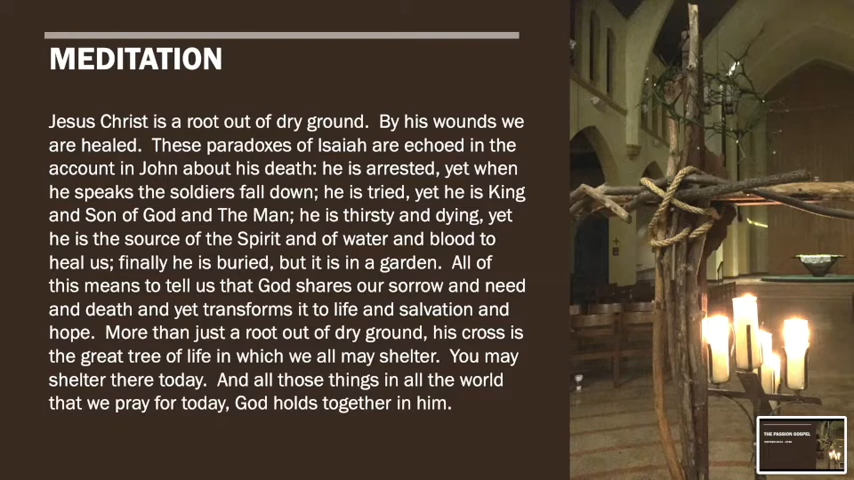 MEDITATION
Jesus Christ is a root out of dry ground. By his wounds we
are healed. These paradoxes of Isaiah are echoed in the
account in John about his death: he is arrested, yet when
he speaks the soldiers fall down; he is tried, yet he is King
and Son of God and The Man; he is thirsty and dying, yet
he is the source of the Spirit and of water and blood to
heal us; finally he is buried, but it is in a garden. All of
this means to tell us that God shares our sorrow and need
and death and yet transforms it to life and salvation and
hope. More than just a root out of dry ground, his cross is
the great tree of life in which we all may shelter. You may
shelter there today. And all those things in all the world
that we pray for today, God holds together in him.
THE PASSION GOSPEL